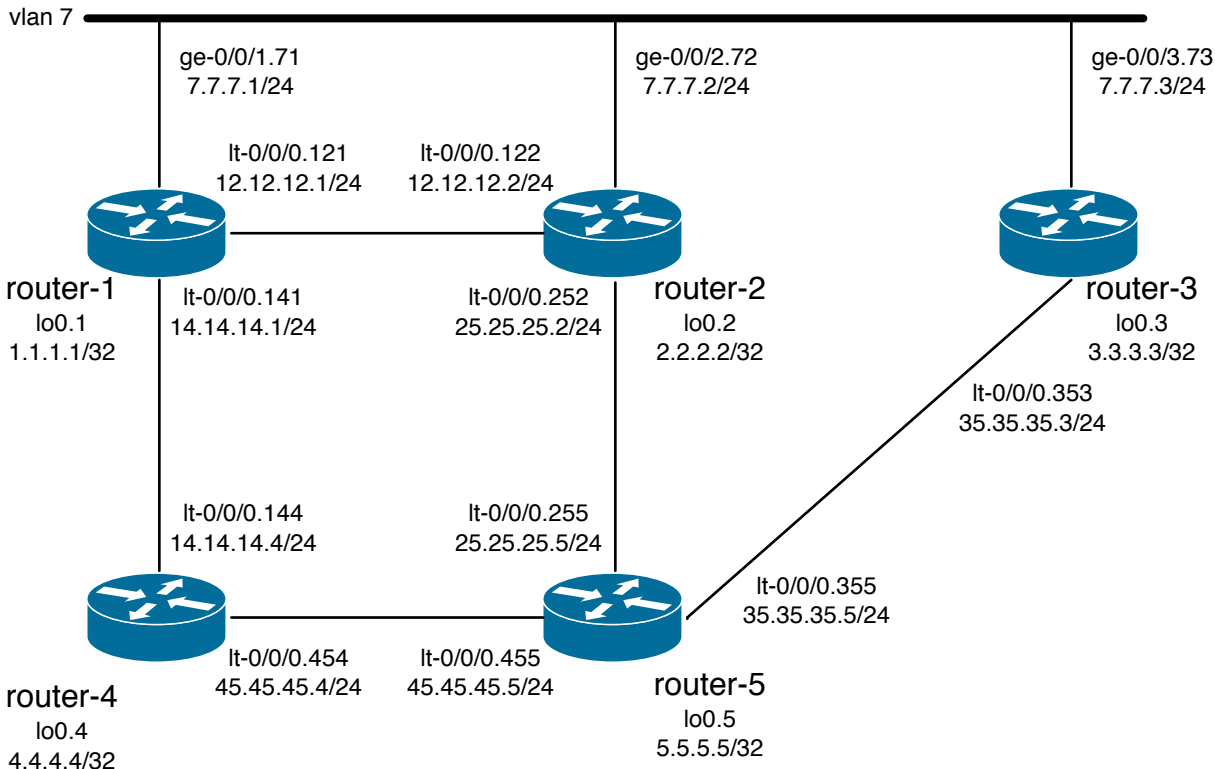 vlan 7
ge-0/0/1.71
7.7.7.1/24
ge-0/0/2.72
7.7.7.2/24
ge-0/0/3.73
7.7.7.3/24
lt-0/0/0.121
12.12.12.1/24
lt-0/0/0.122
12.12.12.2/24
router-1
lo0.1
1.1.1.1/32
lt-0/0/0.141
14.14.14.1/24
lt-0/0/0.252
25.25.25.2/24
router-2
lo0.2
2.2.2.2/32
router-3
lo0.3
3.3.3.3/32
lt-0/0/0.353
35.35.35.3/24
lt-0/0/0.144
14.14.14.4/24
lt-0/0/0.255
25.25.25.5/24
lt-0/0/0.355
35.35.35.5/24
router-4
lo0.4
4.4.4.4/32
lt-0/0/0.454
45.45.45.4/24
lt-0/0/0.455
45.45.45.5/24
router-5
lo0.5
5.5.5.5/32